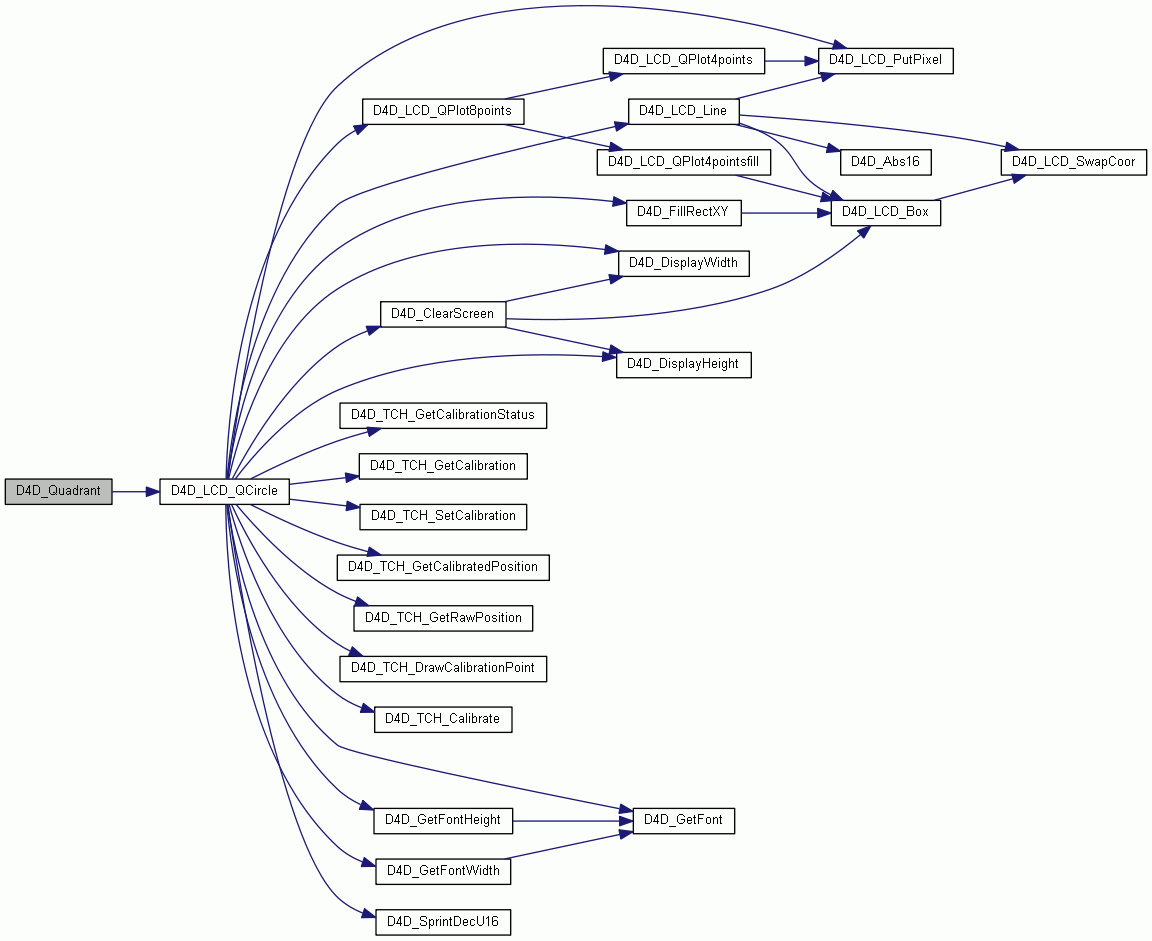 D4D_LCD_QPlot4points
D4D_LCD_PutPixel
D4D_LCD_QPlot8points
D4D_LCD_Line
D4D_LCD_QPlot4pointsfill
D4D_Abs16
D4D_LCD_SwapCoor
D4D_FillRectXY
D4D_LCD_Box
D4D_DisplayWidth
D4D_ClearScreen
D4D_DisplayHeight
D4D_TCH_GetCalibrationStatus
D4D_TCH_GetCalibration
D4D_Quadrant
D4D_LCD_QCircle
D4D_TCH_SetCalibration
D4D_TCH_GetCalibratedPosition
D4D_TCH_GetRawPosition
D4D_TCH_DrawCalibrationPoint
D4D_TCH_Calibrate
D4D_GetFontHeight
D4D_GetFont
D4D_GetFontWidth
D4D_SprintDecU16